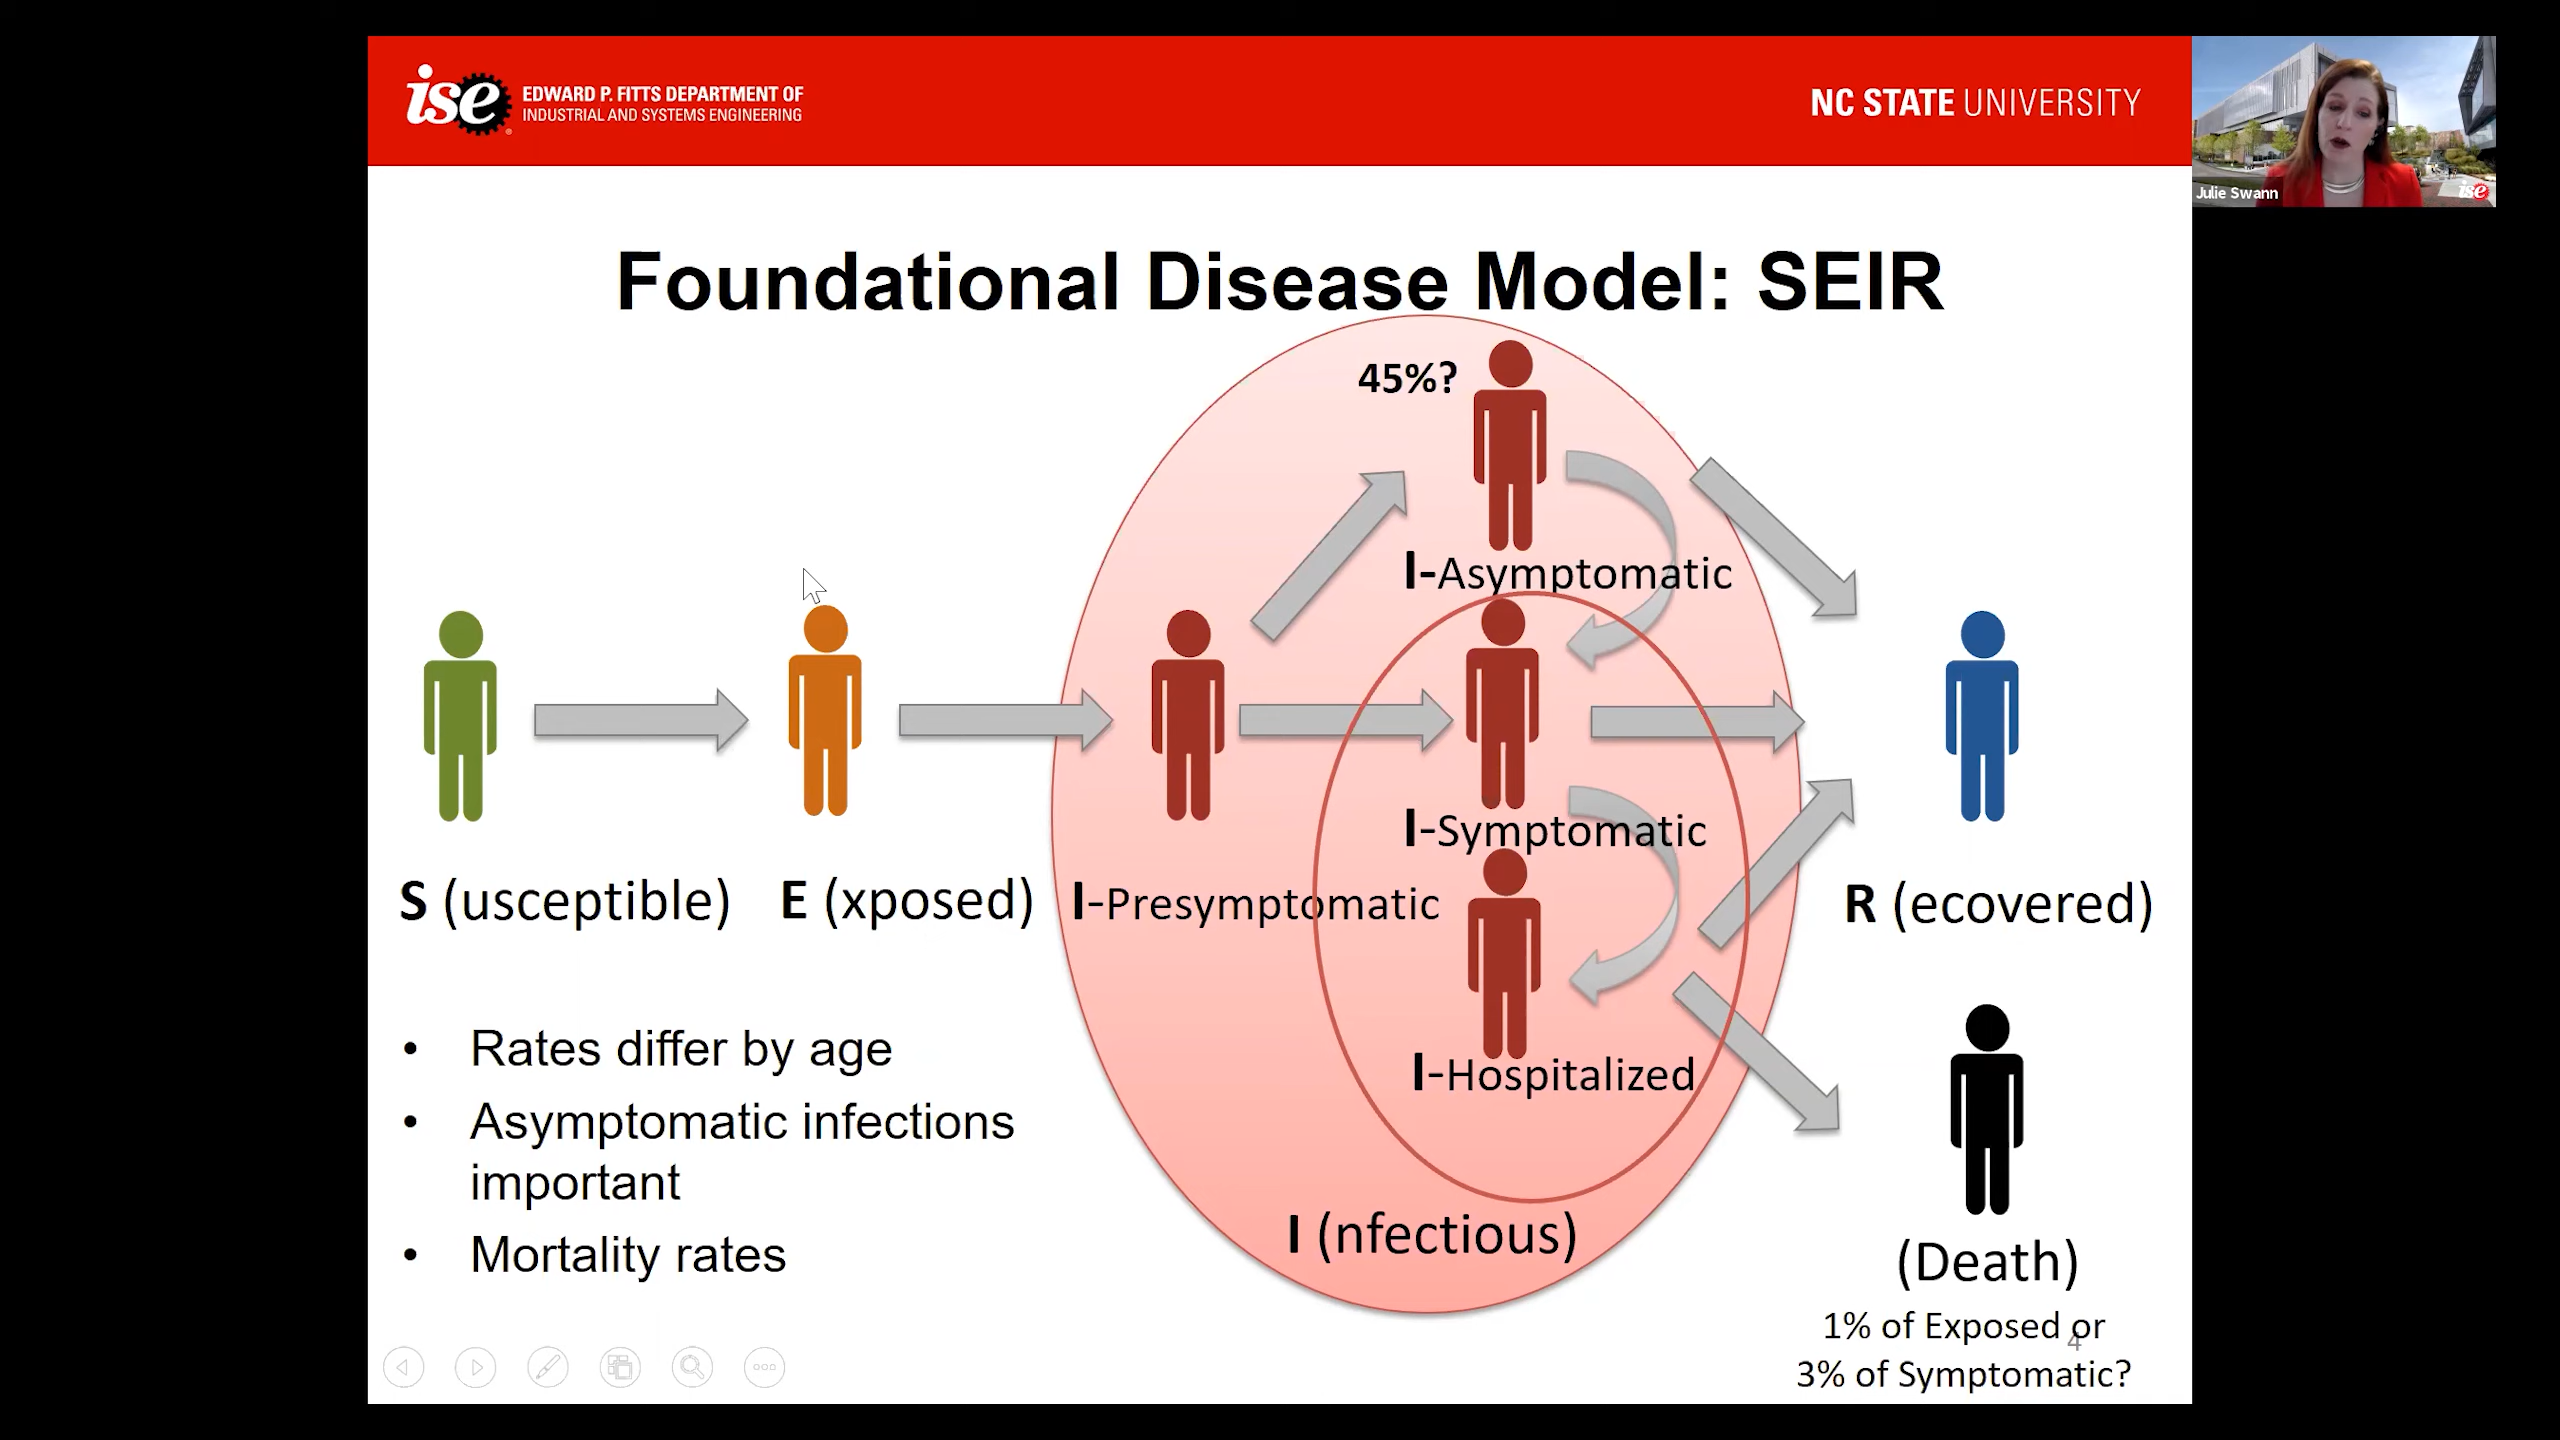 ise EDWARD P. FITTS DEPARTMENT OF
INDUSTRIAL AND SYSTEMS ENGINEERING
NC STATE UNIVERSITY
Julie Swann
ise
Foundational Disease Model: SEIR
45%?
I-Asymptomatic
I-Symptomatic
S (usceptible)
E (xposed)
I-Presymptomatic
R (ecovered)
I-Hospitalized
• Rates differ by age
• Asymptomatic infections
important
• Mortality rates
I (nfectious)
(Death)
1% of Exposed or
4
3% of Symptomatic?